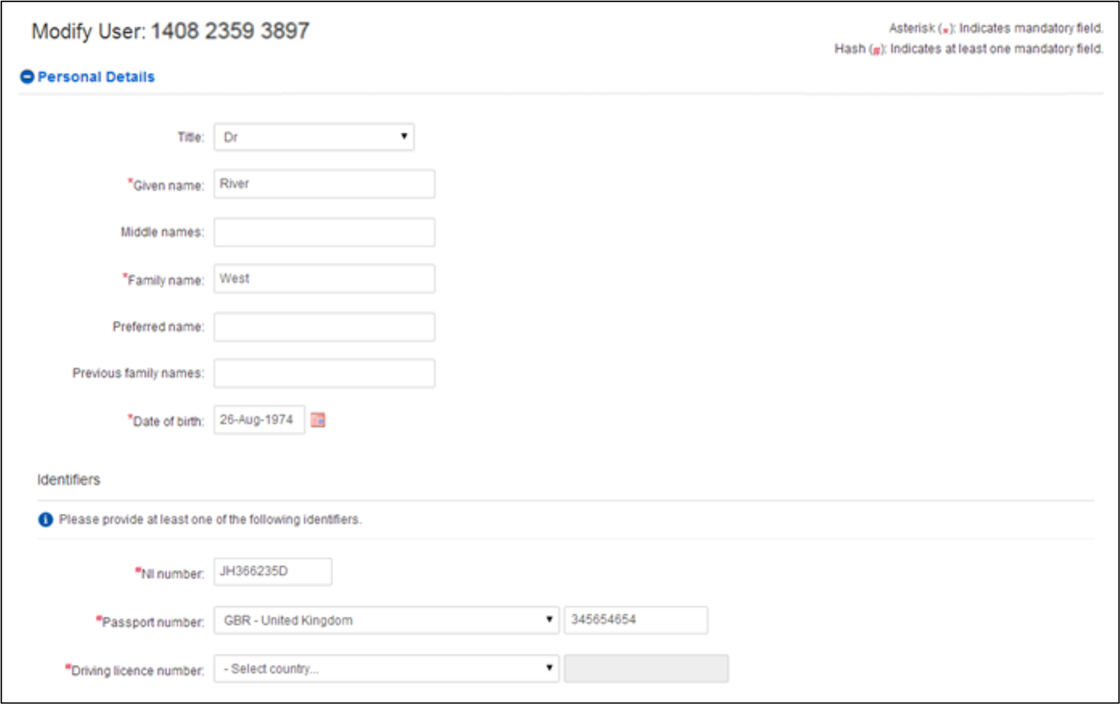 Modify User: 1408 2359 3897
Asterisk (*): Indicates mandatory field.
Hash (#): Indicates at least one mandatory field.
Personal Details
Title: Dr
*Given name: River
Middle names:
*Family name: West
Preferred name:
Previous family names:
*Date of birth: 26-Aug-1974
Identifiers
Please provide at least one of the following identifiers.
#NI number: JH366235D
#Passport number: GBR - United Kingdom 345654654
#Driving licence number: - Select country...